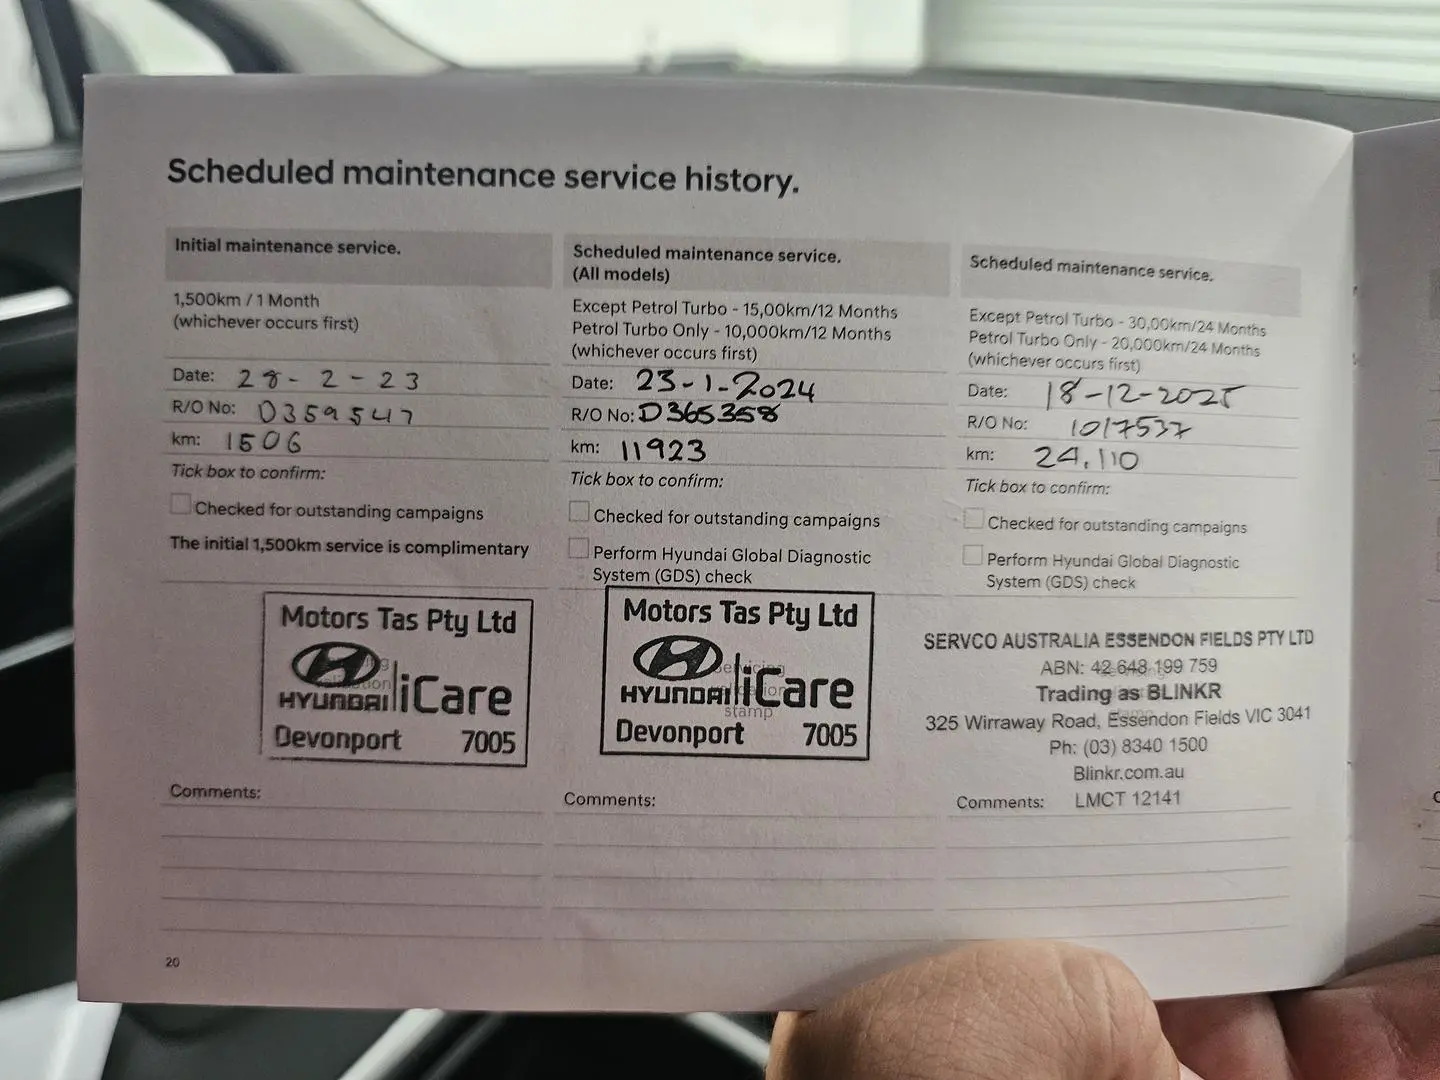 Scheduled maintenance service history.
Initial maintenance service.
1,500km / 1 Month
(whichever occurs first)
Date: 28-2-23
R/O No: D359547
km: 1506
Tick box to confirm:
Checked for outstanding campaigns
The initial 1,500km service is complimentary
Motors Tas Pty Ltd
HYUNDAI iCare
Devonport 7005
Comments:
Scheduled maintenance service.
(All models)
Except Petrol Turbo - 15,00km/12 Months
Petrol Turbo Only - 10,000km/12 Months
(whichever occurs first)
Date: 23-1-2024
R/O No: D365358
km: 11923
Tick box to confirm:
Checked for outstanding campaigns
Perform Hyundai Global Diagnostic
System (GDS) check
Motors Tas Pty Ltd
HYUNDAI iCare
stamp
Devonport 7005
Comments:
Scheduled maintenance service.
Except Petrol Turbo - 30,00km/24 Months
Petrol Turbo Only - 20,000km/24 Months
(whichever occurs first)
Date: 18-12-2025
R/O No: 1017537
km: 24,110
Tick box to confirm:
Checked for outstanding campaigns
Perform Hyundai Global Diagnostic
System (GDS) check
SERVCO AUSTRALIA ESSENDON FIELDS PTY LTD
ABN: 42 648 199 759
Trading as BLINKR
325 Wirraway Road, Essendon Fields VIC 3041
Ph: (03) 8340 1500
Blinkr.com.au
LMCT 12141
Comments:
20